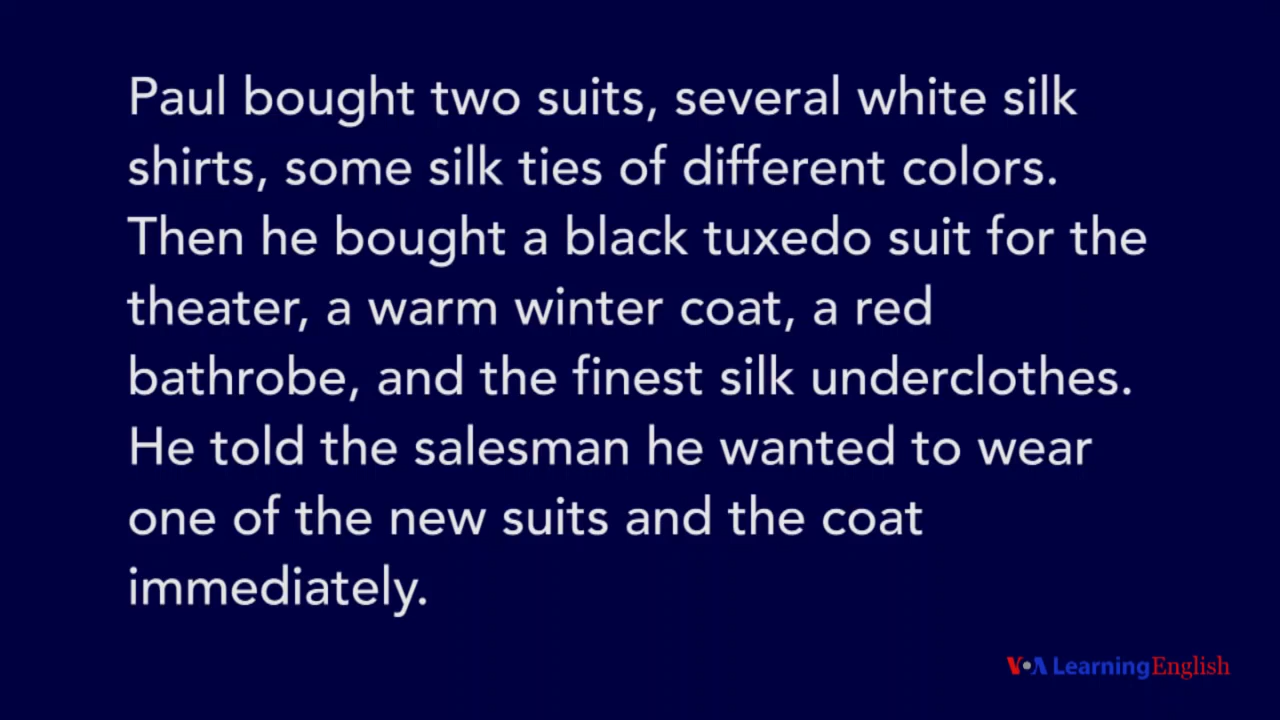 Paul bought two suits, several white silk
shirts, some silk ties of different colors.
Then he bought a black tuxedo suit for the
theater, a warm winter coat, a red
bathrobe, and the finest silk underclothes.
He told the salesman he wanted to wear
one of the new suits and the coat
immediately.
VOA Learning English